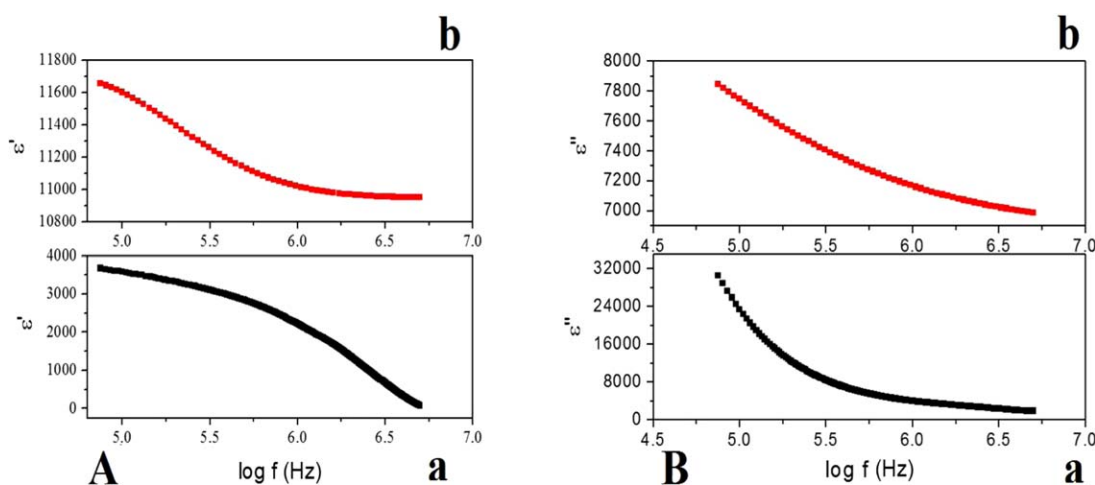 b
11800
11600
11400
11200
11000
10800
ε'
5.0 5.5 6.0 6.5 7.0
4000
3000
2000
1000
0
ε'
5.0 5.5 6.0 6.5 7.0
log f (Hz)
A
a
b
8000
7800
7600
7400
7200
7000
ε"
4.5 5.0 5.5 6.0 6.5 7.0
32000
24000
16000
8000
0
ε"
4.5 5.0 5.5 6.0 6.5 7.0
log f (Hz)
B
a